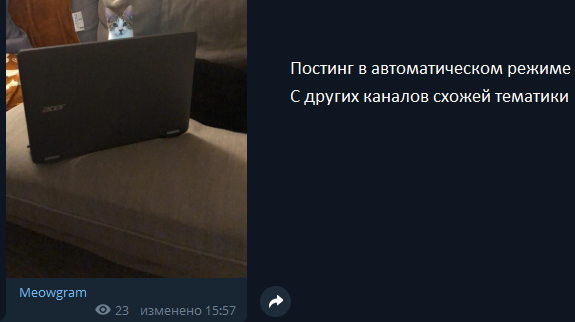 Постинг в автоматическом режиме
С других каналов схожей тематики
acer
Meowgram
23 изменено 15:57